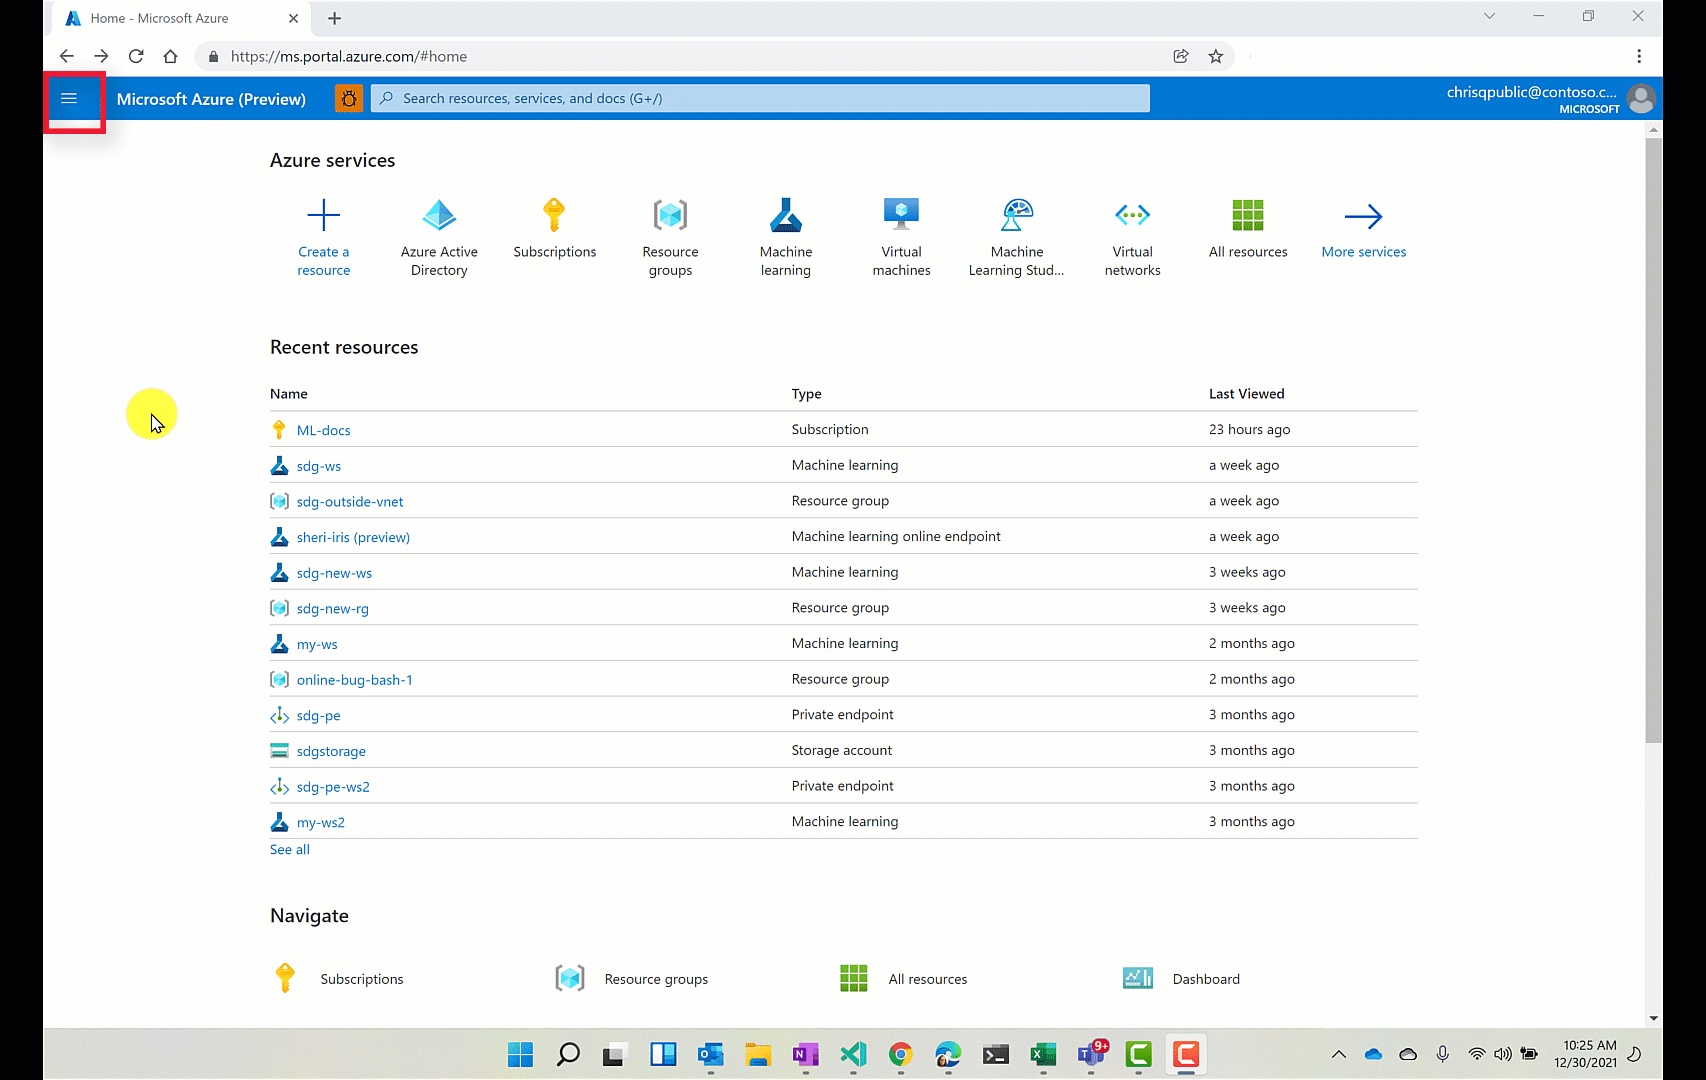 Home - Microsoft Azure
https://ms.portal.azure.com/#home
Microsoft Azure (Preview)
Search resources, services, and docs (G+/)
chrisqpublic@contoso.c...
MICROSOFT
Azure services
Create a resource
Azure Active Directory
Subscriptions
Resource groups
Machine learning
Virtual machines
Machine Learning Stud...
Virtual networks
All resources
More services
Recent resources
Name Type Last Viewed
ML-docs Subscription 23 hours ago
sdg-ws Machine learning a week ago
sdg-outside-vnet Resource group a week ago
sheri-iris (preview) Machine learning online endpoint a week ago
sdg-new-ws Machine learning 3 weeks ago
sdg-new-rg Resource group 3 weeks ago
my-ws Machine learning 2 months ago
online-bug-bash-1 Resource group 2 months ago
sdg-pe Private endpoint 3 months ago
sdgstorage Storage account 3 months ago
sdg-pe-ws2 Private endpoint 3 months ago
my-ws2 Machine learning 3 months ago
See all
Navigate
Subscriptions Resource groups All resources Dashboard
9+
10:25 AM
12/30/2021